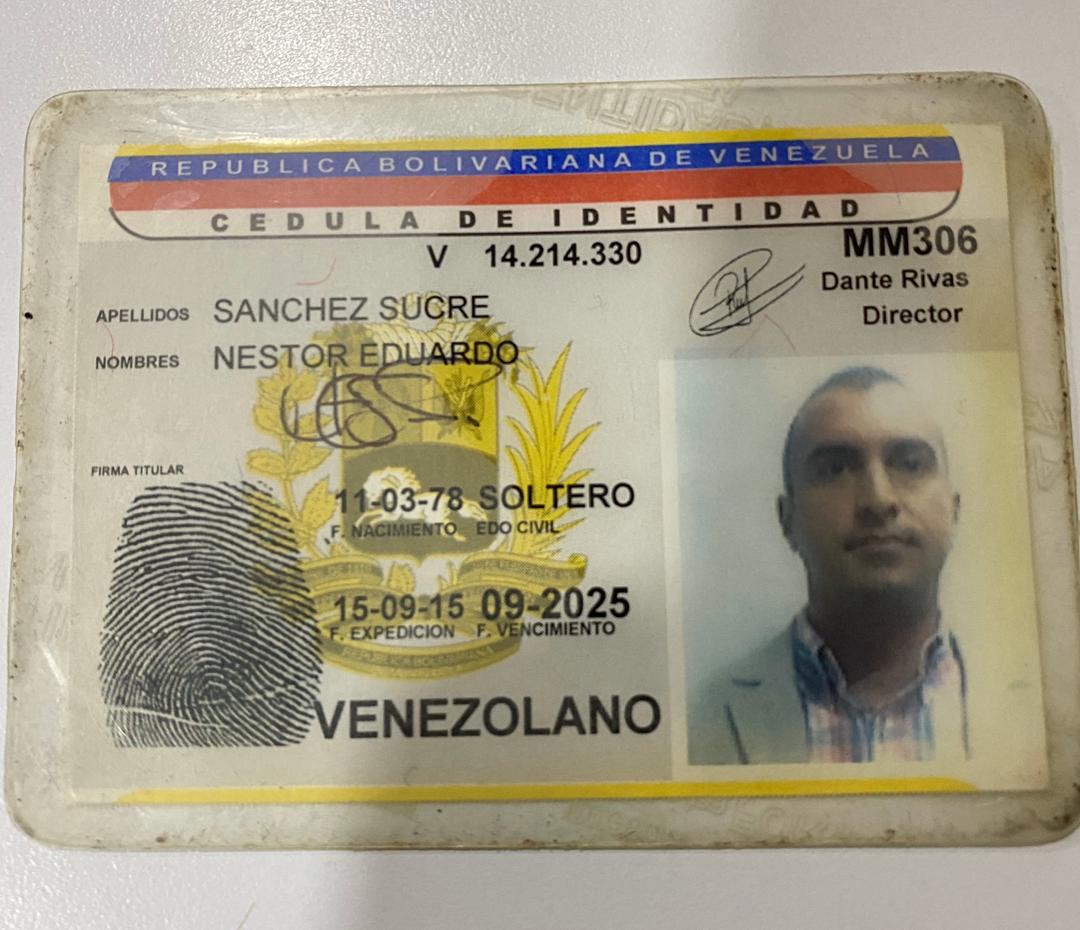 REPUBLICA BOLIVARIANA DE VENEZUELA
CEDULA DE IDENTIDAD
V 14.214.330
MM306
Dante Rivas
Director
APELLIDOS SANCHEZ SUCRE
NOMBRES NESTOR EDUARDO
FIRMA TITULAR
11-03-78 SOLTERO
F. NACIMIENTO EDO CIVIL
15-09-15 09-2025
F. EXPEDICION F. VENCIMIENTO
VENEZOLANO